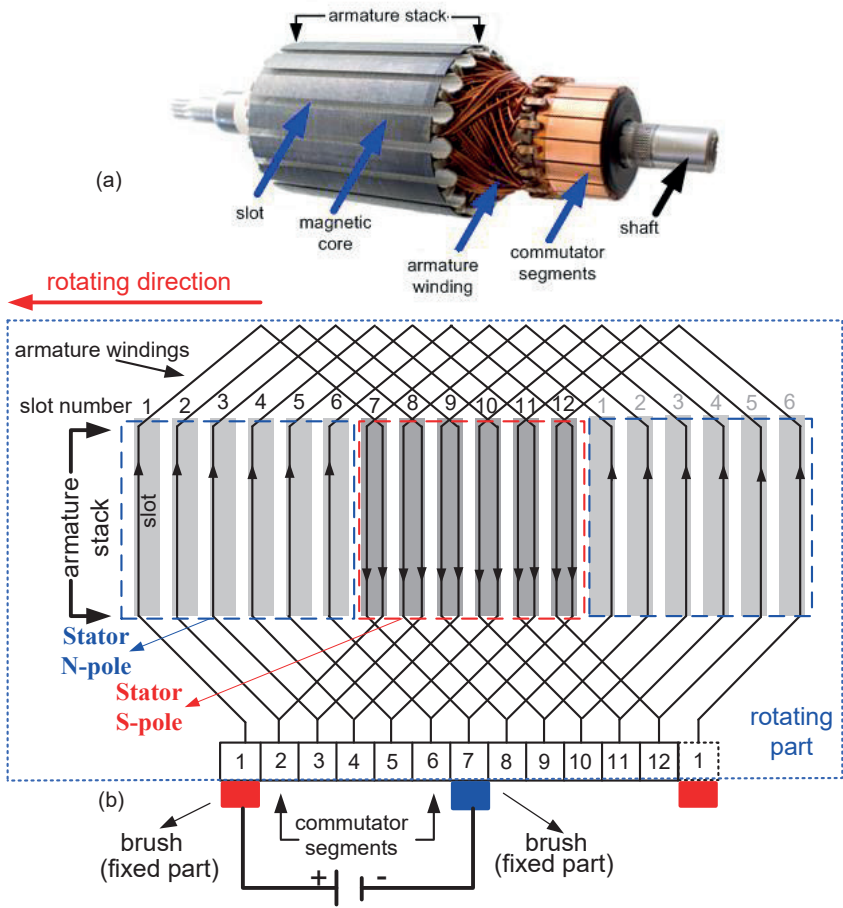 armature stack
(a)
slot
magnetic
core
armature
winding
commutator
segments
shaft
rotating direction
armature windings
slot number 1 2 3 4 5 6 7 8 9 10 11 12 1 2 3 4 5 6
armature
stack
slot
Stator
N-pole
Stator
S-pole
rotating
part
1 2 3 4 5 6 7 8 9 10 11 12 1
(b)
brush
(fixed part)
commutator
segments
brush
(fixed part)
+ -